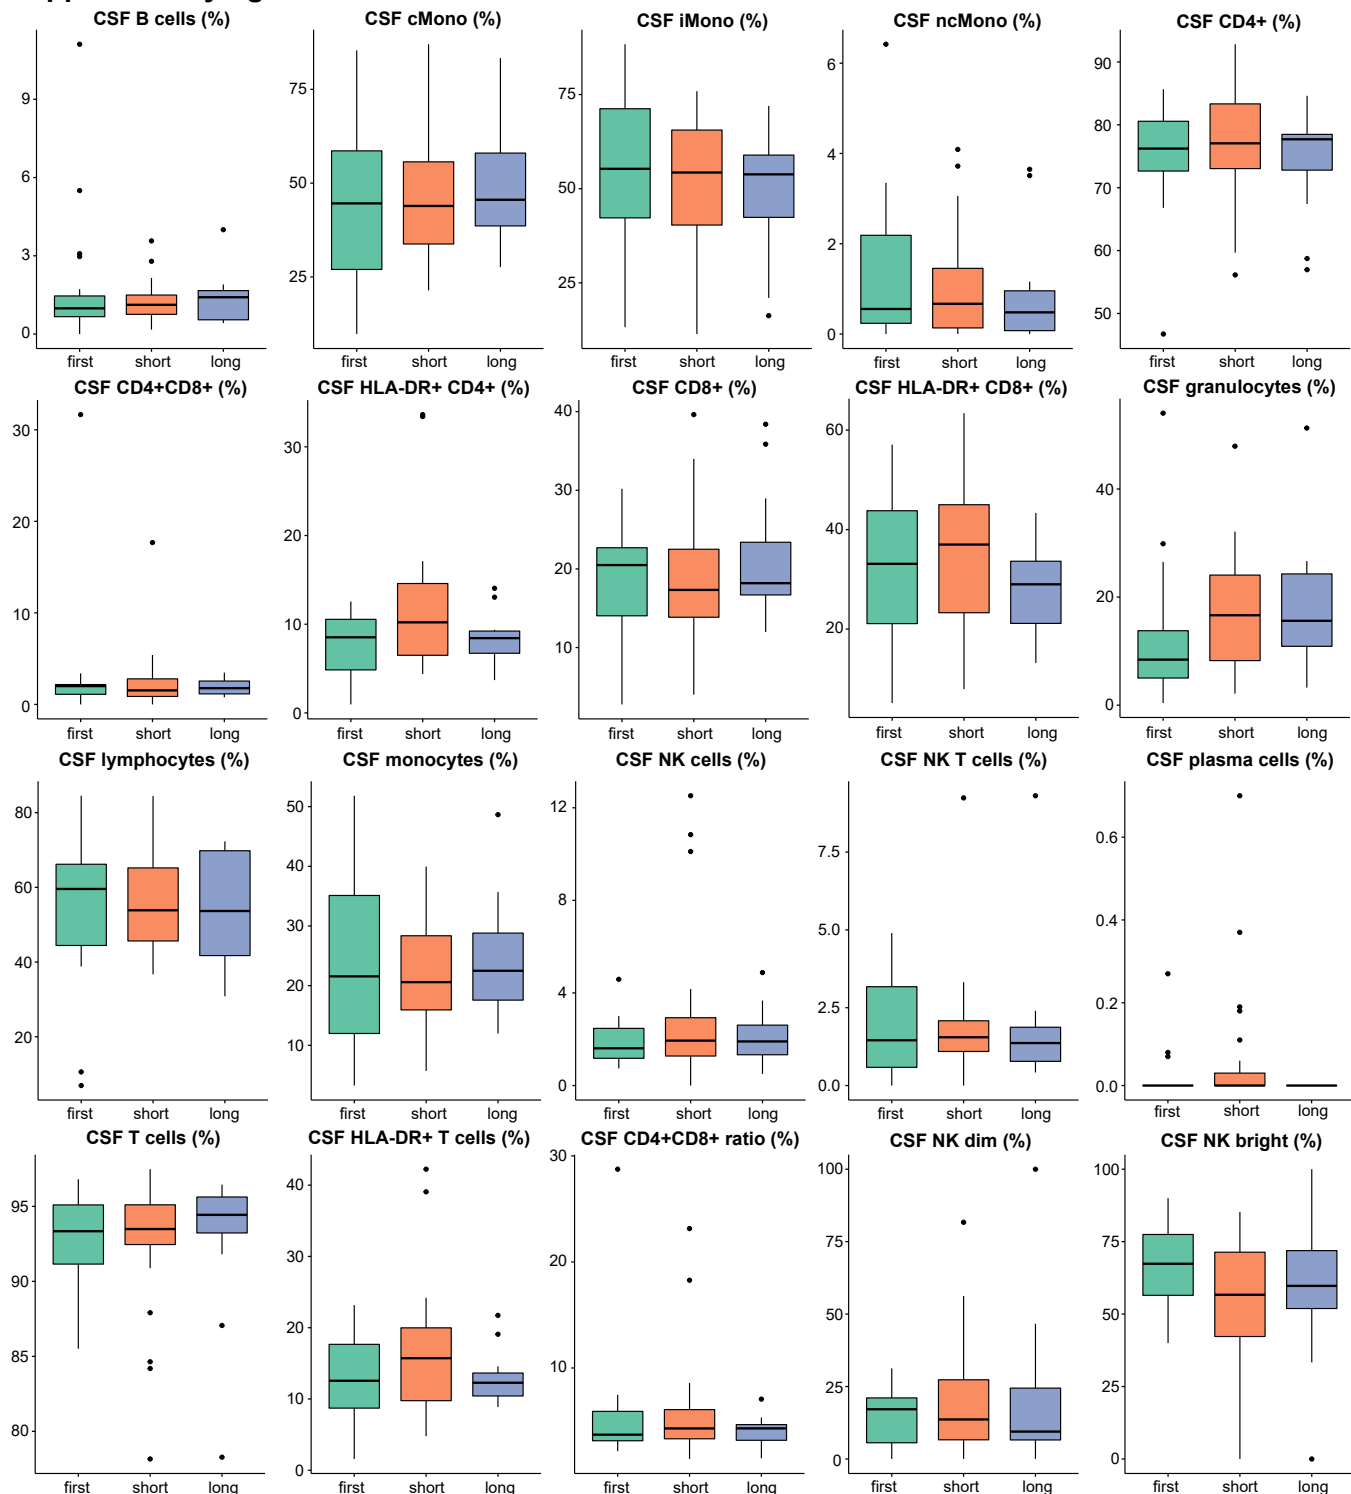 CSF B cells (%) CSF cMono (%) CSF iMono (%) CSF ncMono (%) CSF CD4+ (%)
9 6 3 0
75 50 25
75 50 25
6 4 2 0
90 80 70 60 50
first short long first short long first short long first short long first short long
CSF CD4+CD8+ (%) CSF HLA-DR+ CD4+ (%) CSF CD8+ (%) CSF HLA-DR+ CD8+ (%) CSF granulocytes (%)
30 20 10 0
30 20 10 0
40 30 20 10
60 40 20
40 20 0
first short long first short long first short long first short long first short long
CSF lymphocytes (%) CSF monocytes (%) CSF NK cells (%) CSF NK T cells (%) CSF plasma cells (%)
80 60 40 20
50 40 30 20 10
12 8 4 0
7.5 5.0 2.5 0.0
0.6 0.4 0.2 0.0
first short long first short long first short long first short long first short long
CSF T cells (%) CSF HLA-DR+ T cells (%) CSF CD4+CD8+ ratio (%) CSF NK dim (%) CSF NK bright (%)
95 90 85 80
40 30 20 10 0
30 20 10
100 75 50 25 0
100 75 50 25 0
first short long first short long first short long first short long first short long